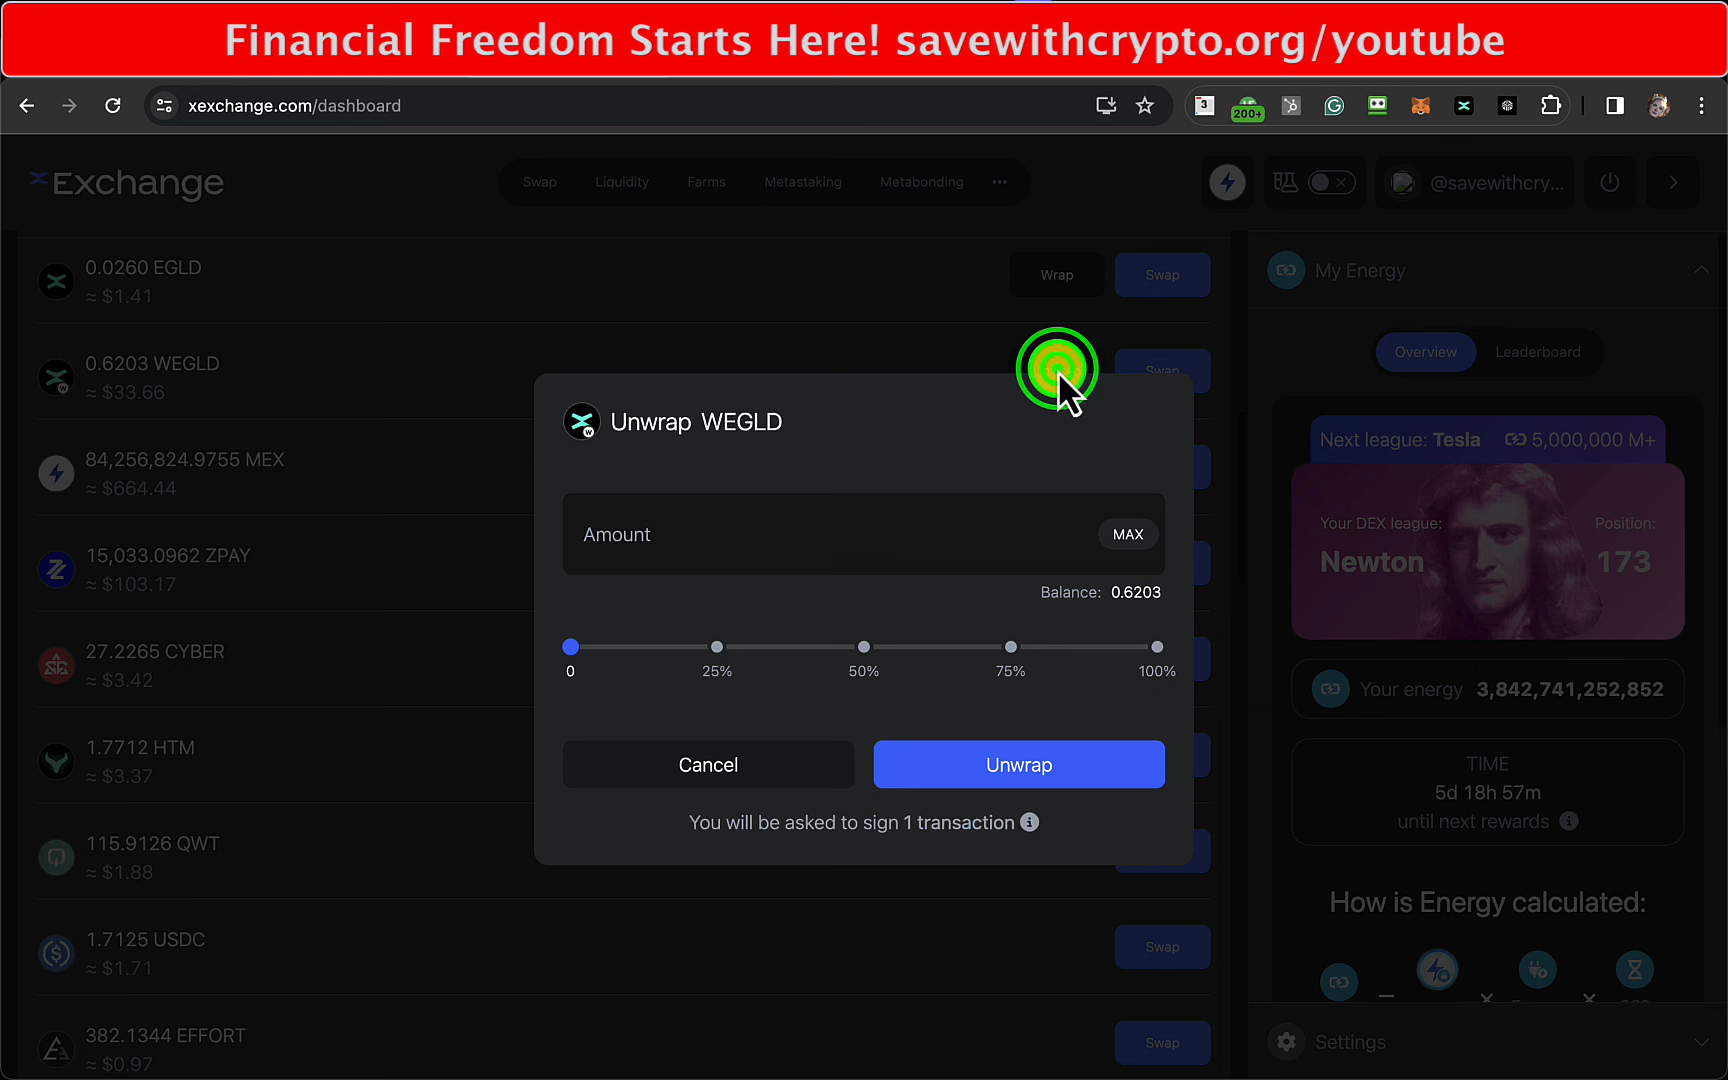 Financial Freedom Starts Here! savewithcrypto.org/youtube
xexchange.com/dashboard
3
200+
xExchange
Swap
Liquidity
Farms
Metastaking
Metabonding
@savewithcry...
0.0260 EGLD
≈ $1.41
Wrap
Swap
0.6203 WEGLD
≈ $33.66
Swap
84,256,824.9755 MEX
≈ $664.44
15,033.0962 ZPAY
≈ $103.17
27.2265 CYBER
≈ $3.42
1.7712 HTM
≈ $3.37
115.9126 QWT
≈ $1.88
1.7125 USDC
≈ $1.71
Swap
382.1344 EFFORT
≈ $0.97
Swap
Unwrap WEGLD
Amount
MAX
Balance: 0.6203
0
25%
50%
75%
100%
Cancel
Unwrap
You will be asked to sign 1 transaction
My Energy
Overview
Leaderboard
Next league: Tesla
5,000,000 M+
Your DEX league:
Newton
Position:
173
Your energy 3,842,741,252,852
TIME
5d 18h 57m
until next rewards
How is Energy calculated:
Settings